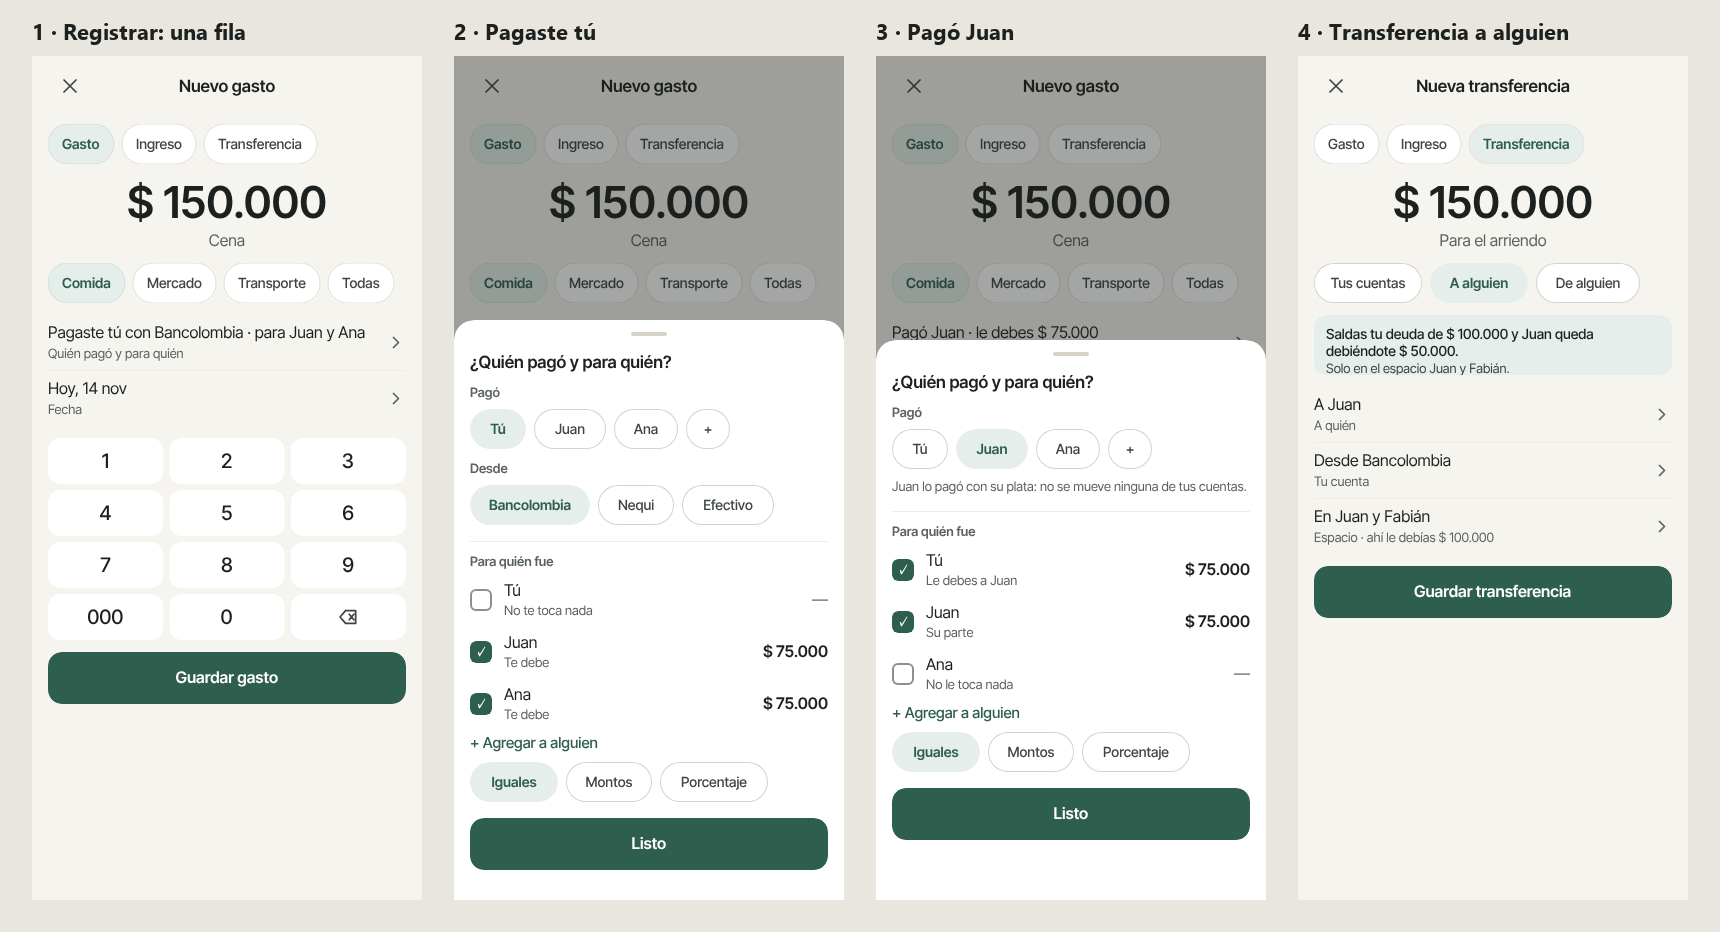 1 · Registrar: una fila
Nuevo gasto
Gasto
Ingreso
Transferencia
$ 150.000
Cena
Comida
Mercado
Transporte
Todas
Pagaste tú con Bancolombia · para Juan y Ana
Quién pagó y para quién
Hoy, 14 nov
Fecha
1
2
3
4
5
6
7
8
9
000
0
Guardar gasto
2 · Pagaste tú
Nuevo gasto
Gasto
Ingreso
Transferencia
$ 150.000
Cena
Comida
Mercado
Transporte
Todas
¿Quién pagó y para quién?
Pagó
Tú
Juan
Ana
+
Desde
Bancolombia
Nequi
Efectivo
Para quién fue
Tú
No te toca nada
—
Juan
Te debe
$ 75.000
Ana
Te debe
$ 75.000
+ Agregar a alguien
Iguales
Montos
Porcentaje
Listo
3 · Pagó Juan
Nuevo gasto
Gasto
Ingreso
Transferencia
$ 150.000
Cena
Comida
Mercado
Transporte
Todas
Pagó Juan · le debes $ 75.000
¿Quién pagó y para quién?
Pagó
Tú
Juan
Ana
+
Juan lo pagó con su plata: no se mueve ninguna de tus cuentas.
Para quién fue
Tú
Le debes a Juan
$ 75.000
Juan
Su parte
$ 75.000
Ana
No le toca nada
—
+ Agregar a alguien
Iguales
Montos
Porcentaje
Listo
4 · Transferencia a alguien
Nueva transferencia
Gasto
Ingreso
Transferencia
$ 150.000
Para el arriendo
Tus cuentas
A alguien
De alguien
Saldas tu deuda de $ 100.000 y Juan queda
debiéndote $ 50.000.
Solo en el espacio Juan y Fabián.
A Juan
A quién
Desde Bancolombia
Tu cuenta
En Juan y Fabián
Espacio · ahí le debías $ 100.000
Guardar transferencia